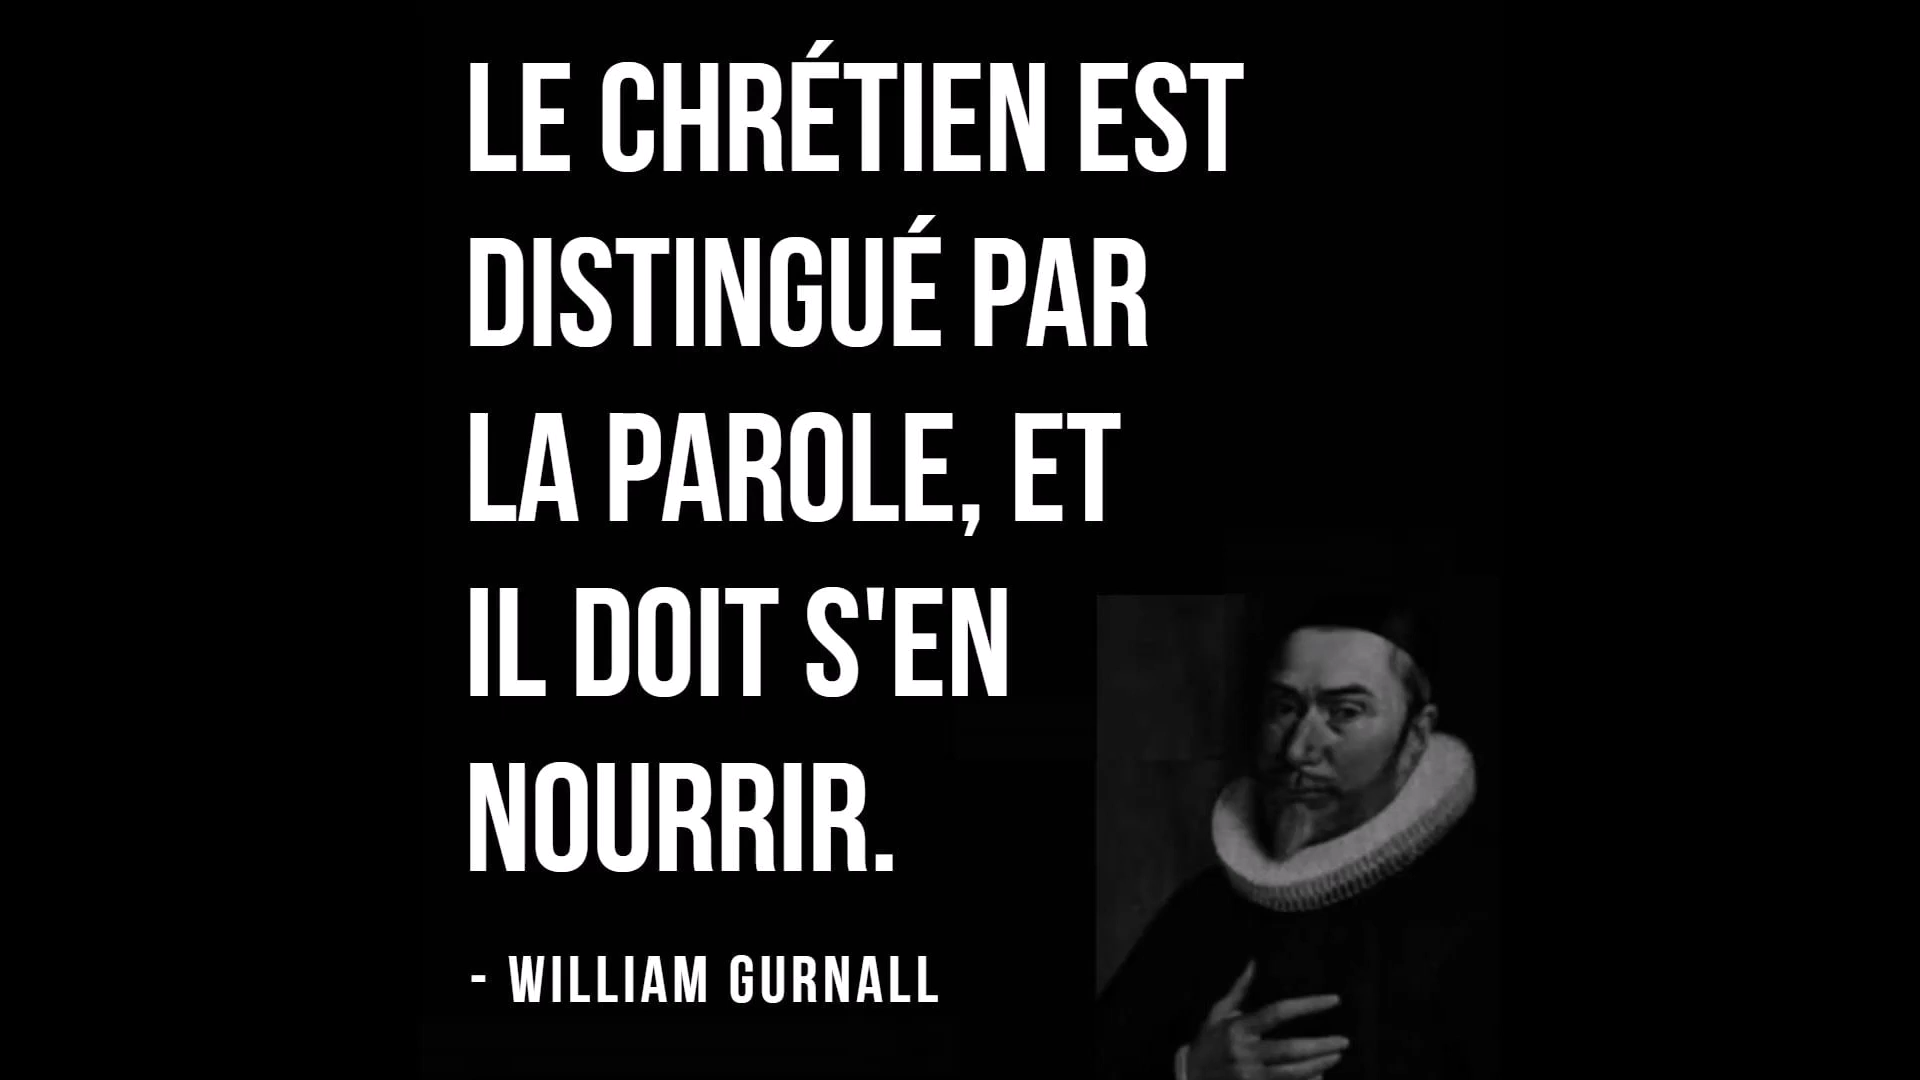 LE CHRÉTIEN EST
DISTINGUÉ PAR
LA PAROLE, ET
IL DOIT S'EN
NOURRIR.
- WILLIAM GURNALL